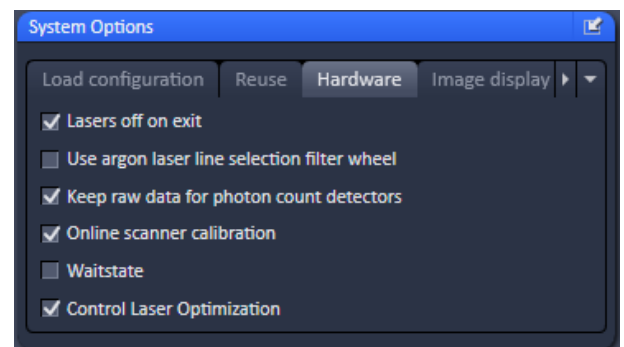 System Options
Load configuration Reuse Hardware Image display
Lasers off on exit
Use argon laser line selection filter wheel
Keep raw data for photon count detectors
Online scanner calibration
Waitstate
Control Laser Optimization